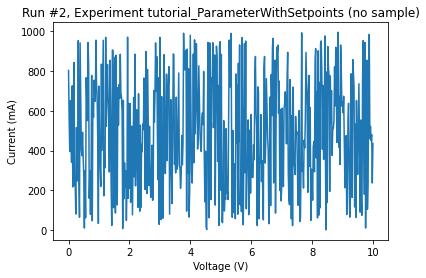 Run #2, Experiment tutorial_ParameterWithSetpoints (no sample)
1000
800
600
400
200
0
Current (mA)
0 2 4 6 8 10
Voltage (V)